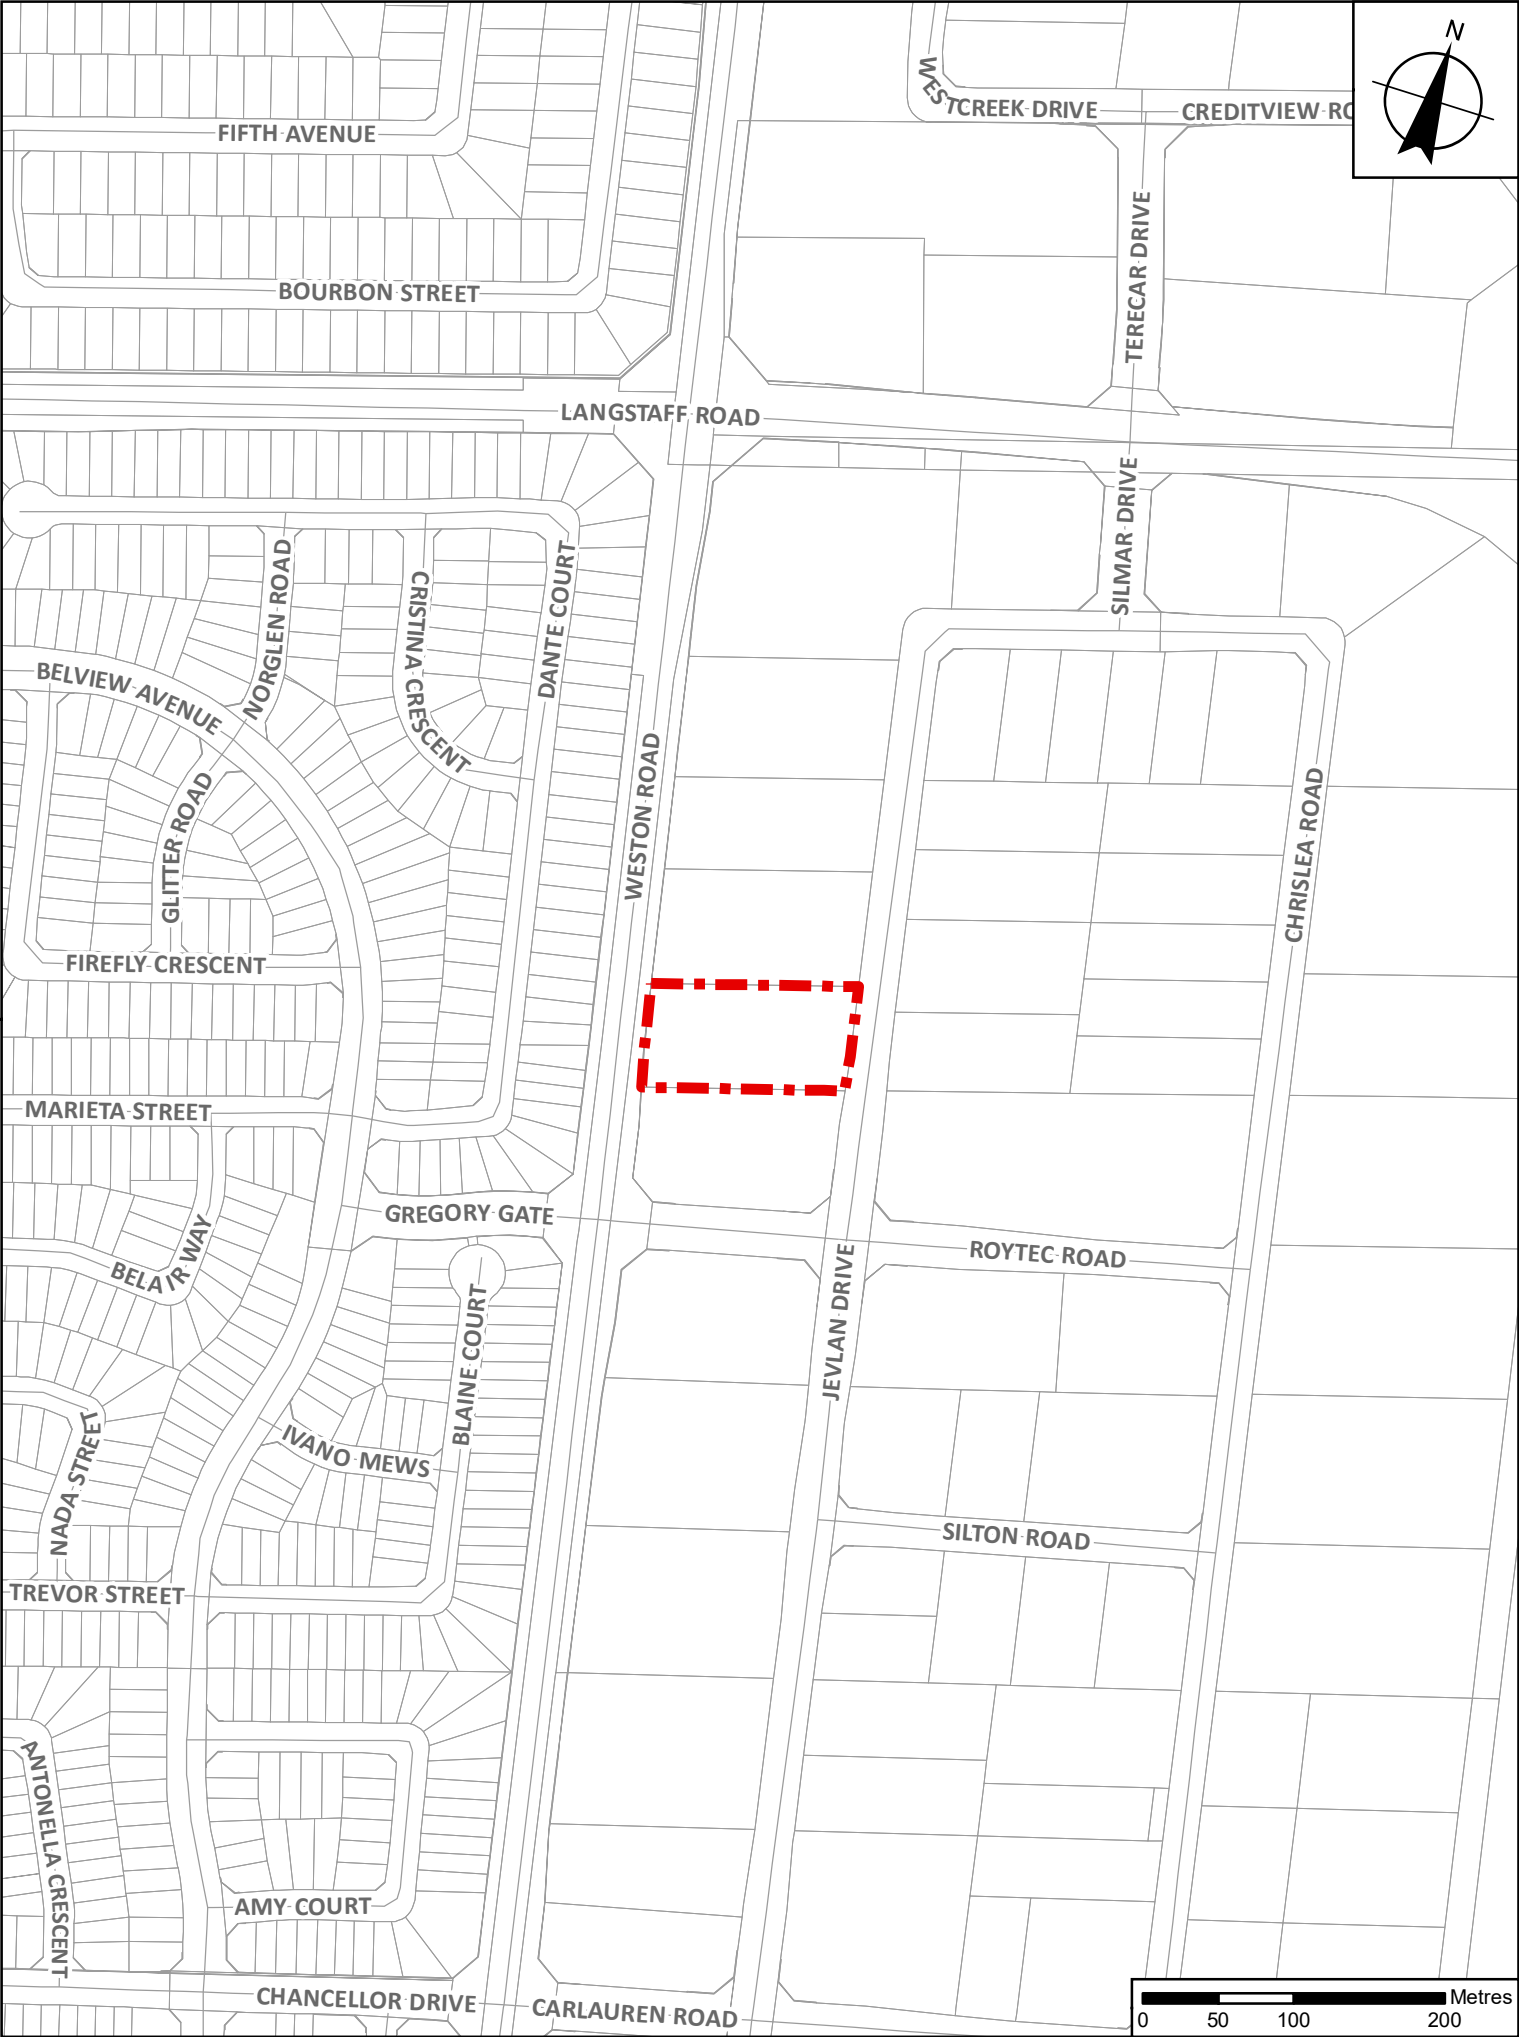 N
WESTCREEK DRIVE
CREDITVIEW RO
FIFTH AVENUE
TERECAR DRIVE
BOURBON STREET
LANGSTAFF ROAD
SILMAR DRIVE
NORGLEN ROAD
CRISTINA CRESCENT
DANTE COURT
BELVIEW AVENUE
WESTON ROAD
GLITTER ROAD
CHRISLEA ROAD
FIREFLY CRESCENT
MARIETA STREET
GREGORY GATE
BELAIR WAY
ROYTEC ROAD
JEVLAN DRIVE
BLAINE COURT
IVANO MEWS
NADA STREET
SILTON ROAD
TREVOR STREET
ANTONELLA CRESCENT
AMY COURT
CHANCELLOR DRIVE
CARLAUREN ROAD
Metres
0 50 100 200